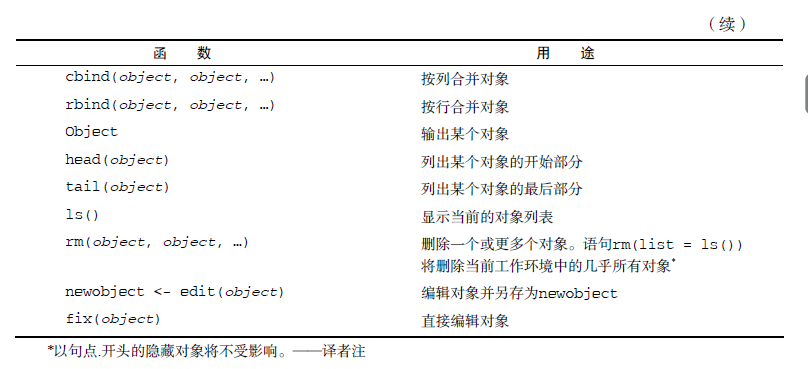 （续）
函 数 用 途
cbind(object, object, …) 按列合并对象
rbind(object, object, …) 按行合并对象
Object 输出某个对象
head(object) 列出某个对象的开始部分
tail(object) 列出某个对象的最后部分
ls() 显示当前的对象列表
rm(object, object, …) 删除一个或更多个对象。语句rm(list = ls())
将删除当前工作环境中的几乎所有对象*
newobject <- edit(object) 编辑对象并另存为newobject
fix(object) 直接编辑对象
*以句点.开头的隐藏对象将不受影响。——译者注